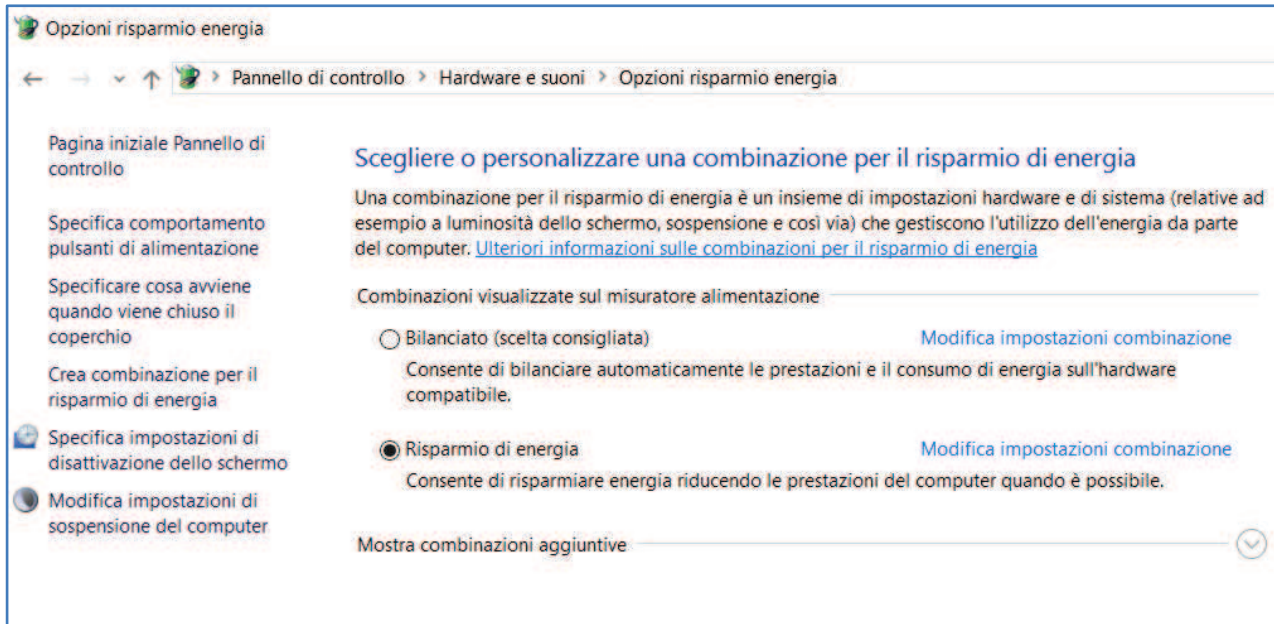 Opzioni risparmio energia
Pannello di controllo > Hardware e suoni > Opzioni risparmio energia
Pagina iniziale Pannello di
controllo
Specifica comportamento
pulsanti di alimentazione
Specificare cosa avviene
quando viene chiuso il
coperchio
Crea combinazione per il
risparmio di energia
Specifica impostazioni di
disattivazione dello schermo
Modifica impostazioni di
sospensione del computer
Scegliere o personalizzare una combinazione per il risparmio di energia
Una combinazione per il risparmio di energia è un insieme di impostazioni hardware e di sistema (relative ad
esempio a luminosità dello schermo, sospensione e così via) che gestiscono l'utilizzo dell'energia da parte
del computer. Ulteriori informazioni sulle combinazioni per il risparmio di energia
Combinazioni visualizzate sul misuratore alimentazione
Bilanciato (scelta consigliata) Modifica impostazioni combinazione
Consente di bilanciare automaticamente le prestazioni e il consumo di energia sull'hardware
compatibile.
Risparmio di energia Modifica impostazioni combinazione
Consente di risparmiare energia riducendo le prestazioni del computer quando è possibile.
Mostra combinazioni aggiuntive